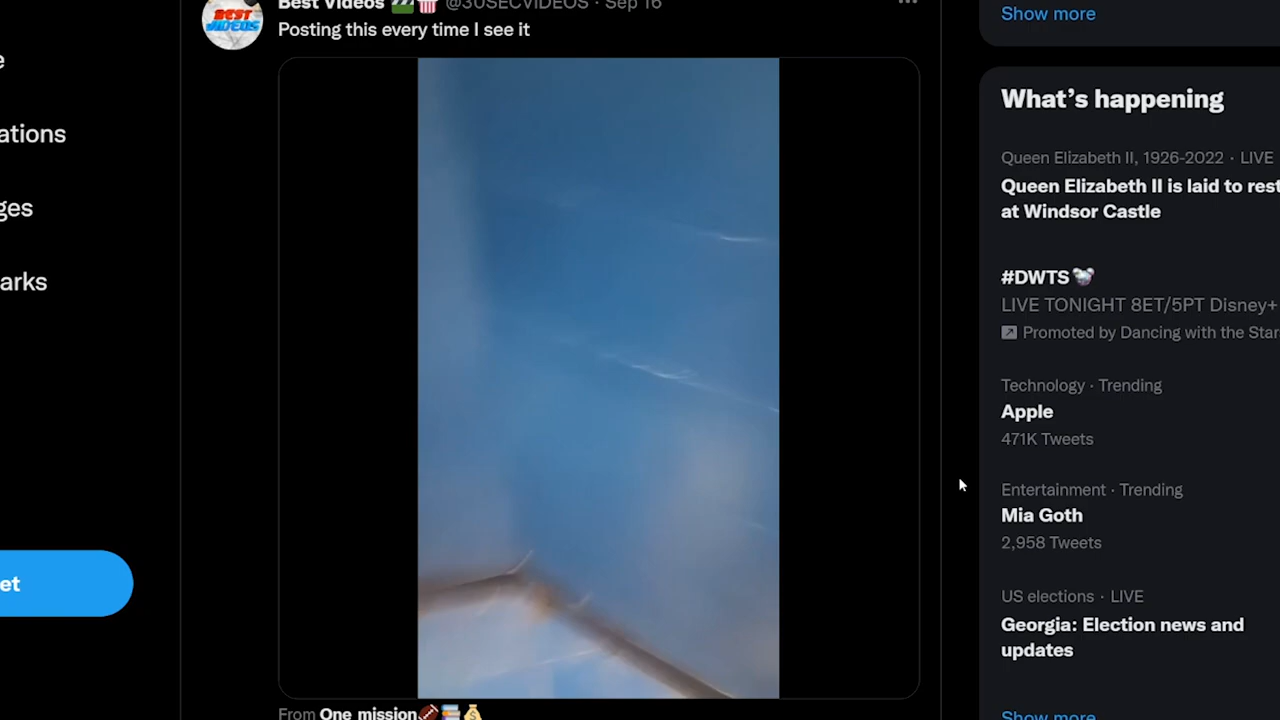 Best Videos 🎬🍿 @30SECVIDEOS · Sep 16
BEST VIDEOS
Posting this every time I see it
From One mission🏈📚💰
e
ations
ges
arks
et
Show more
What's happening
Queen Elizabeth II, 1926-2022 · LIVE
Queen Elizabeth II is laid to rest
at Windsor Castle
#DWTS
LIVE TONIGHT 8ET/5PT Disney+
Promoted by Dancing with the Star
Technology · Trending
Apple
471K Tweets
Entertainment · Trending
Mia Goth
2,958 Tweets
US elections · LIVE
Georgia: Election news and
updates
Show more